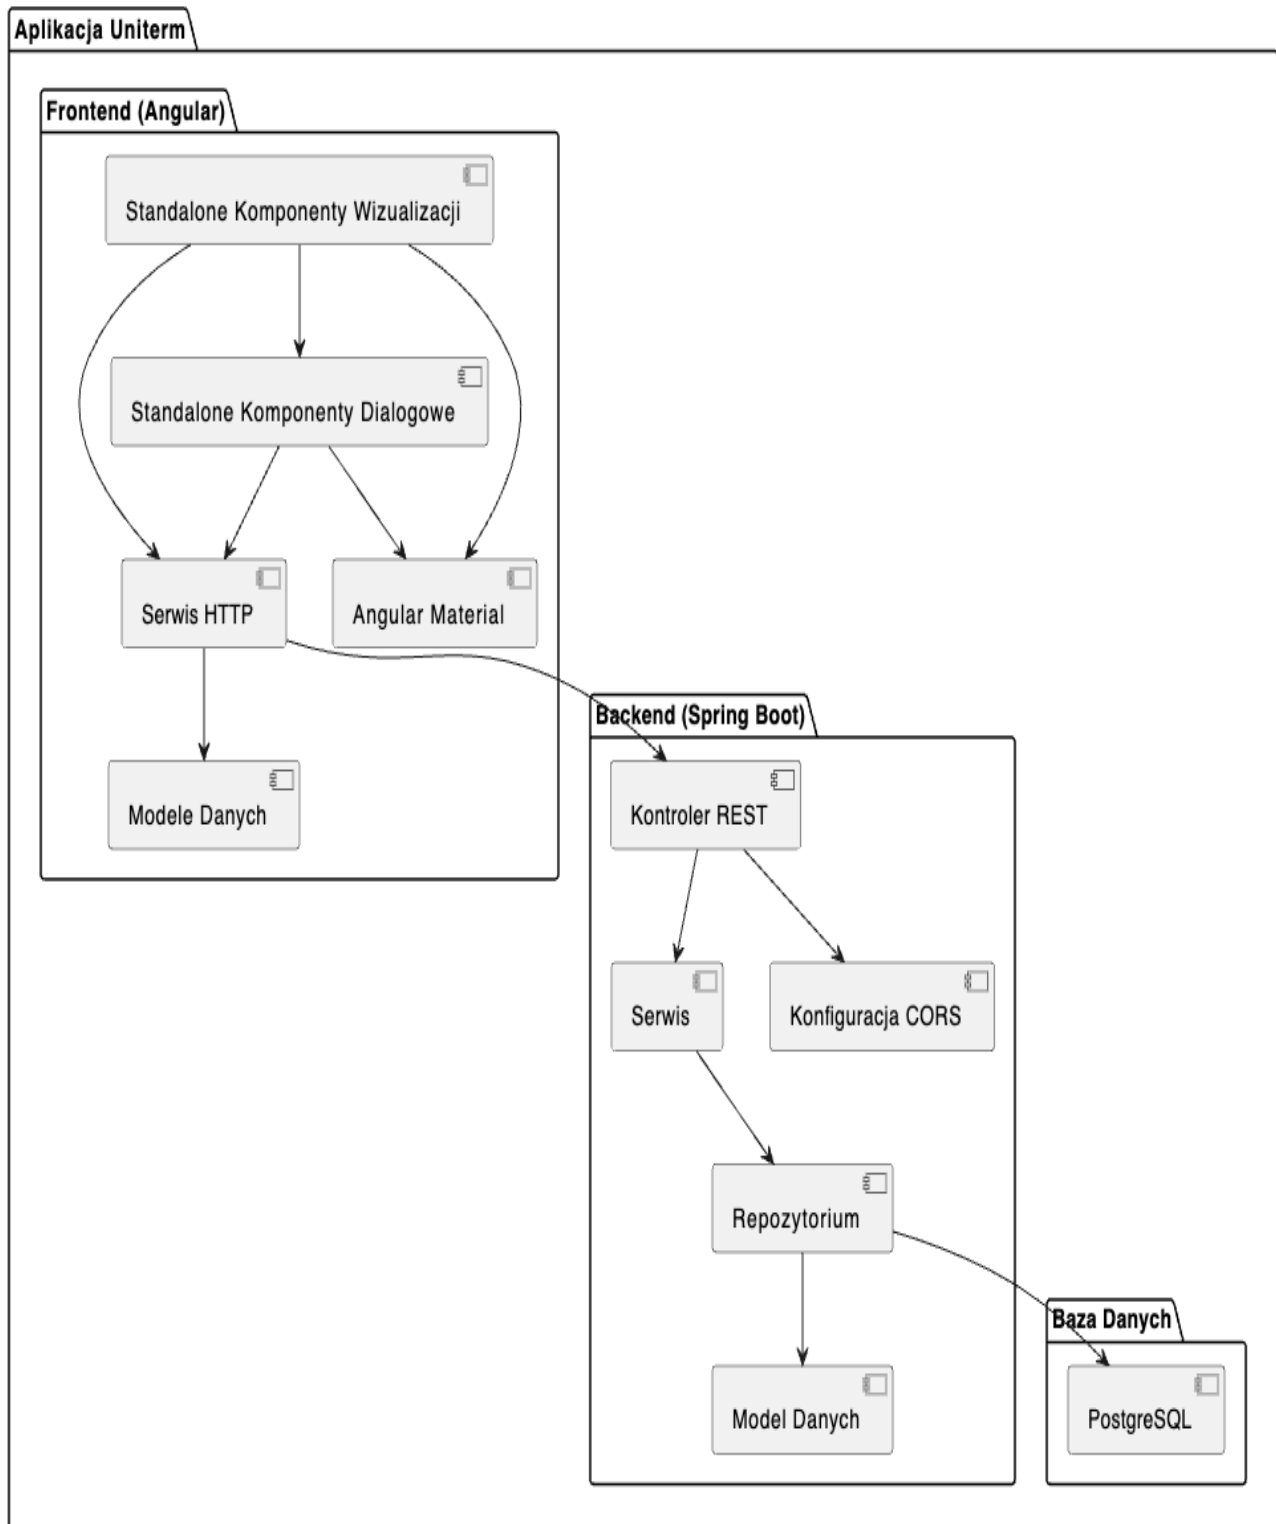 Aplikacja Uniterm
Frontend (Angular)
Standalone Komponenty Wizualizacji
Standalone Komponenty Dialogowe
Serwis HTTP
Angular Material
Modele Danych
Backend (Spring Boot)
Kontroler REST
Serwis
Konfiguracja CORS
Repozytorium
Model Danych
Baza Danych
PostgreSQL